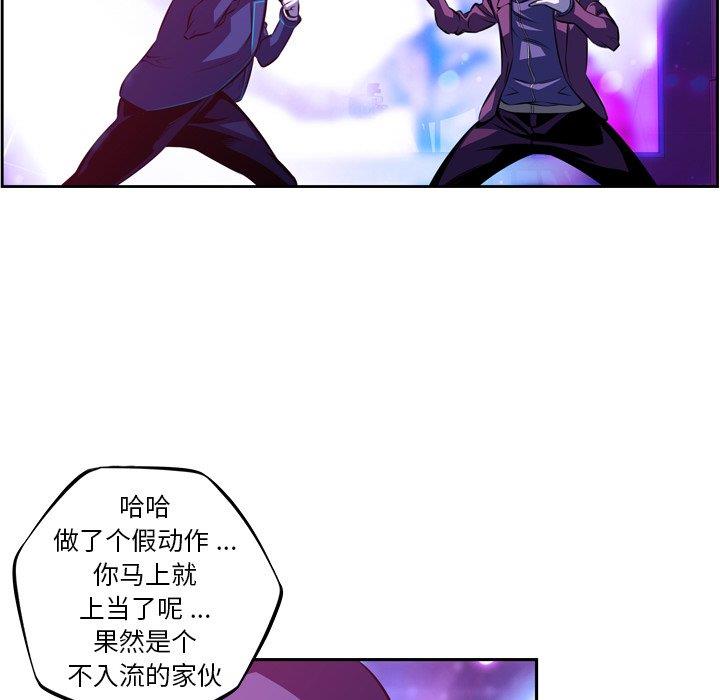 哈哈
做了个假动作 ...
你马上就
上当了呢 ...
果然是个
不入流的家伙